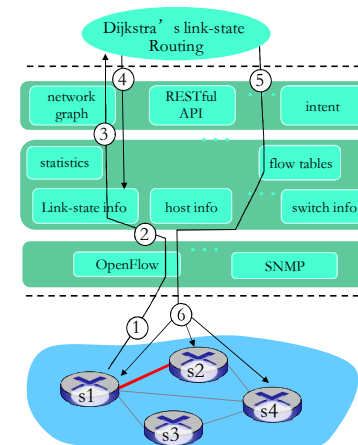 Dijkstra's link-state
Routing
4
5
network
graph
RESTful
API
intent
3
statistics
flow tables
Link-state info
host info
switch info
2
OpenFlow
SNMP
1
6
s2
s1
s4
s3